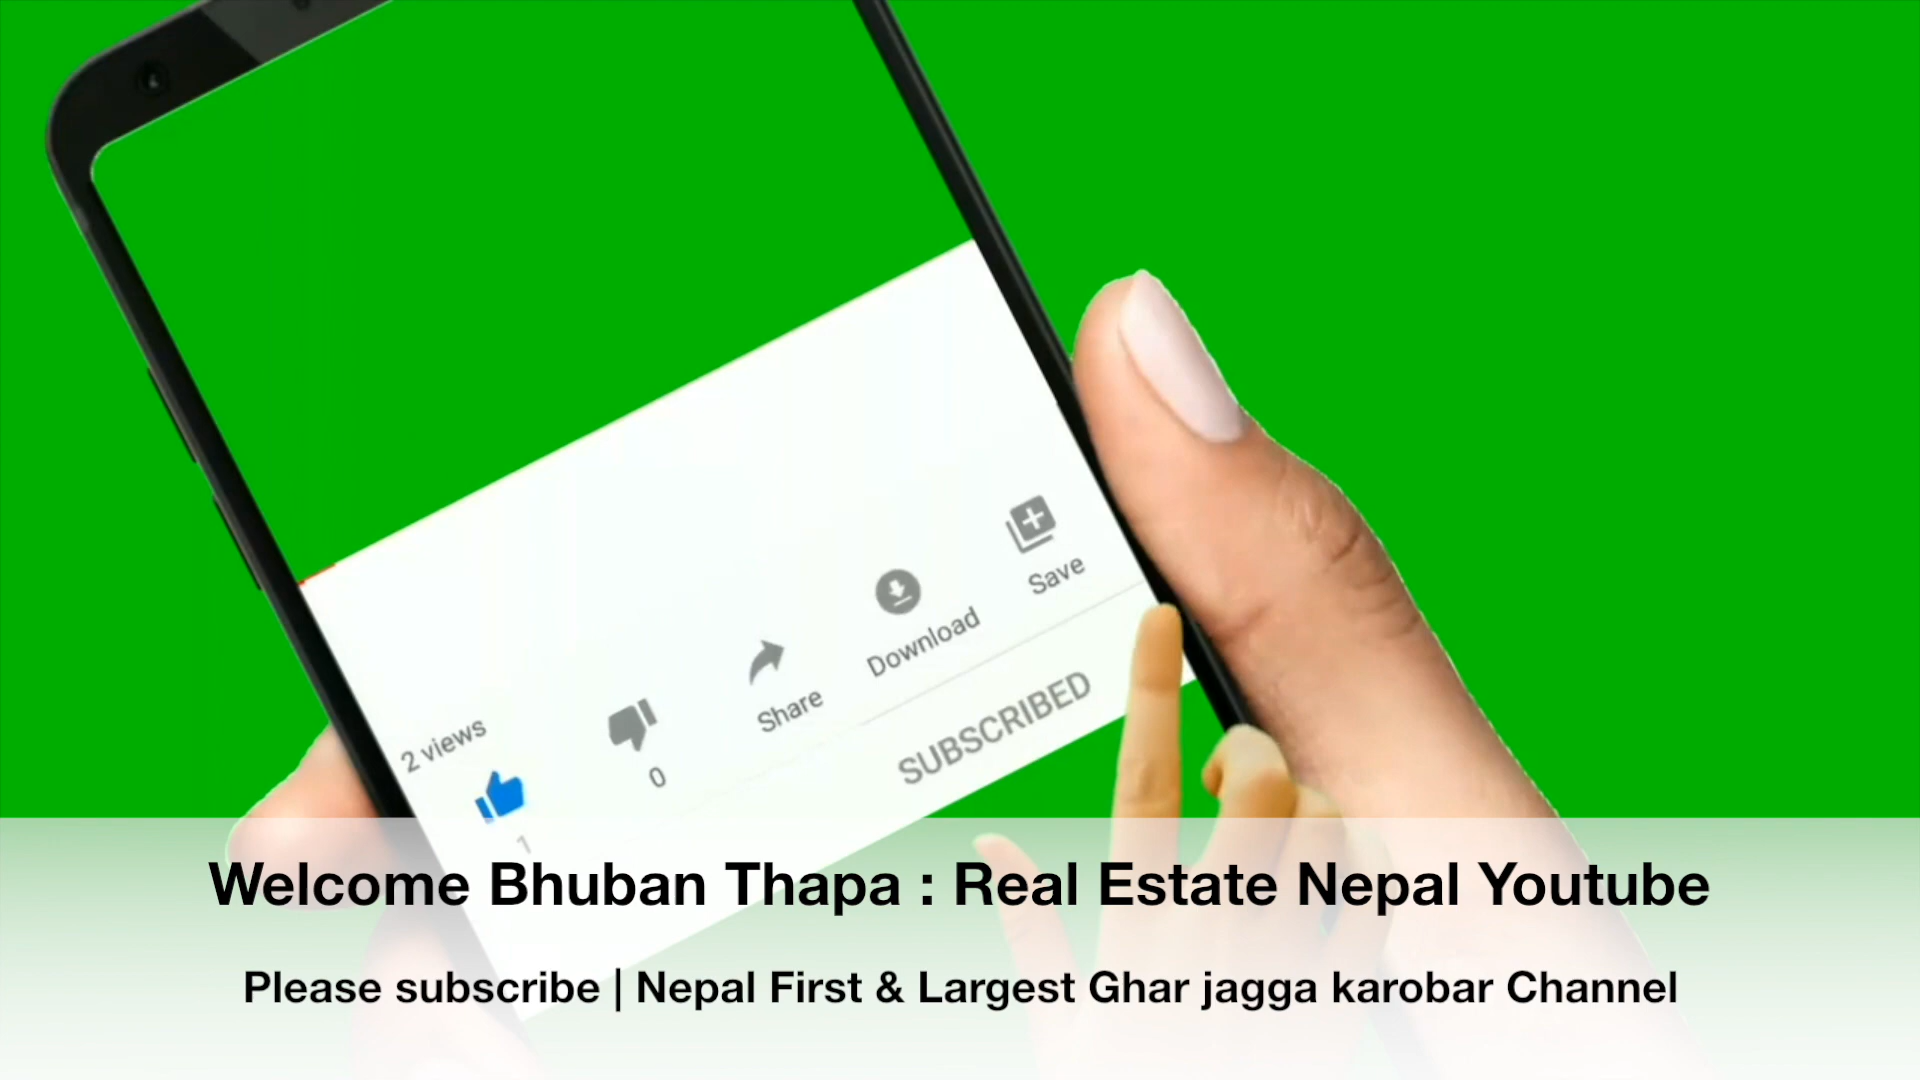 Save
Download
Share
2 views
0
SUBSCRIBED
1
Welcome Bhuban Thapa : Real Estate Nepal Youtube
Please subscribe | Nepal First & Largest Ghar jagga karobar Channel